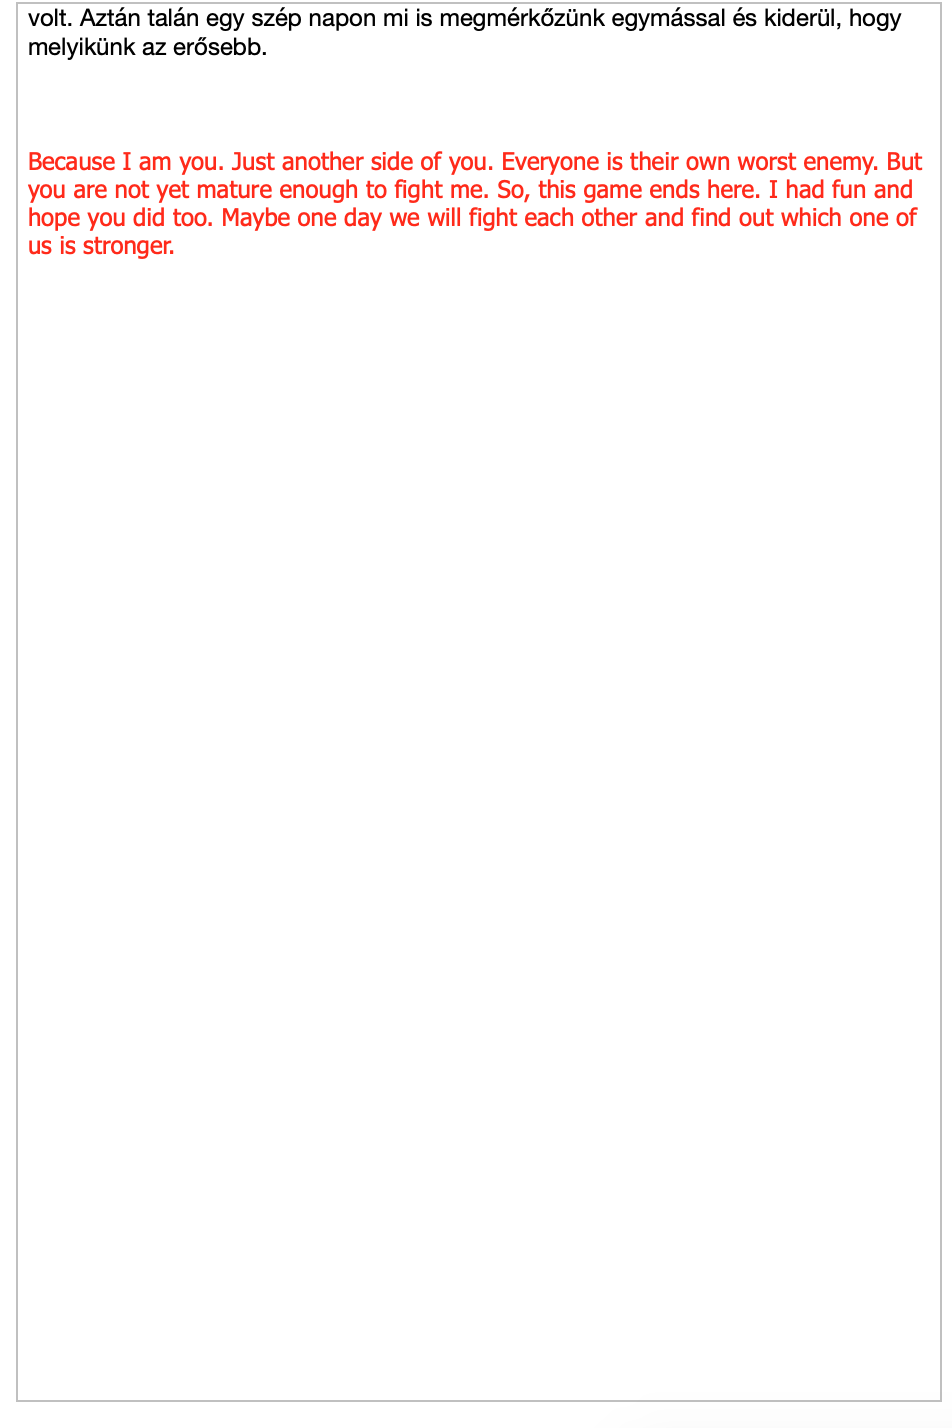 volt. Aztán talán egy szép napon mi is megmérkőzünk egymással és kiderül, hogy
melyikünk az erősebb.
Because I am you. Just another side of you. Everyone is their own worst enemy. But
you are not yet mature enough to fight me. So, this game ends here. I had fun and
hope you did too. Maybe one day we will fight each other and find out which one of
us is stronger.